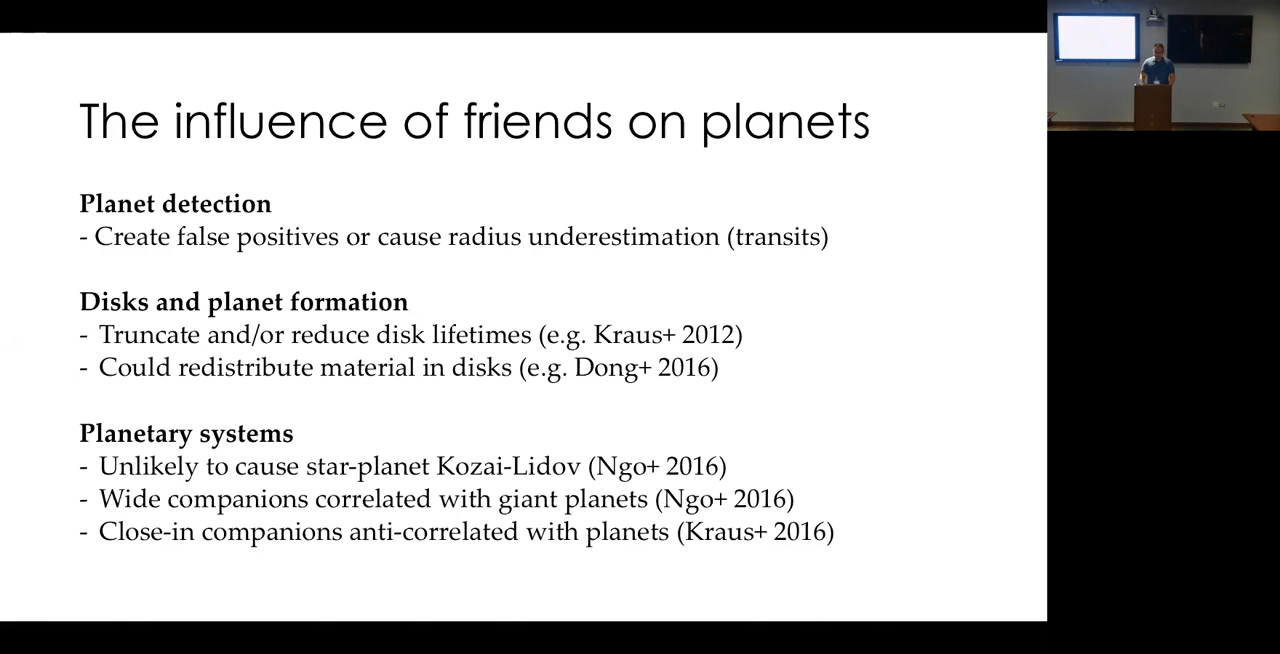 The influence of friends on planets
Planet detection
- Create false positives or cause radius underestimation (transits)
Disks and planet formation
- Truncate and/or reduce disk lifetimes (e.g. Kraus+ 2012)
- Could redistribute material in disks (e.g. Dong+ 2016)
Planetary systems
- Unlikely to cause star-planet Kozai-Lidov (Ngo+ 2016)
- Wide companions correlated with giant planets (Ngo+ 2016)
- Close-in companions anti-correlated with planets (Kraus+ 2016)